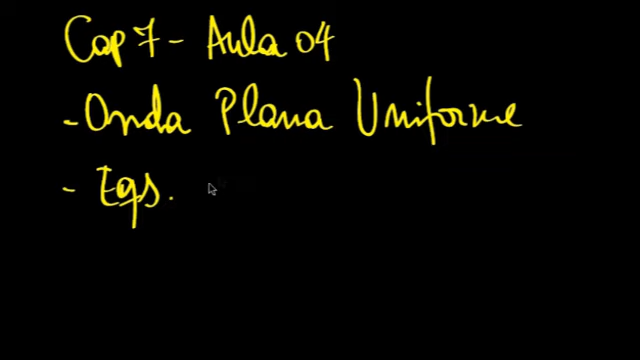 Cap 7 - Aula 04
- Onda Plana Uniforme
- Eqs.